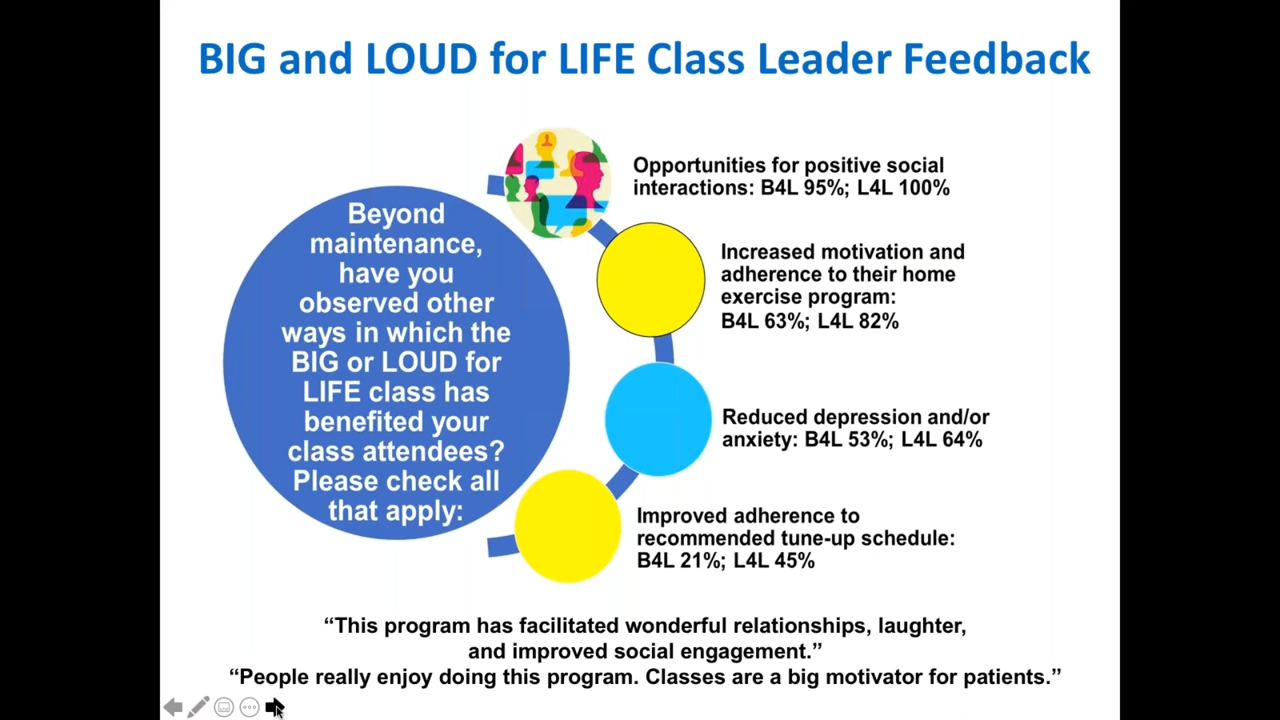 BIG and LOUD for LIFE Class Leader Feedback
Beyond
maintenance,
have you
observed other
ways in which the
BIG or LOUD for
LIFE class has
benefited your
class attendees?
Please check all
that apply:
Opportunities for positive social
interactions: B4L 95%; L4L 100%
Increased motivation and
adherence to their home
exercise program:
B4L 63%; L4L 82%
Reduced depression and/or
anxiety: B4L 53%; L4L 64%
Improved adherence to
recommended tune-up schedule:
B4L 21%; L4L 45%
“This program has facilitated wonderful relationships, laughter,
and improved social engagement.”
“People really enjoy doing this program. Classes are a big motivator for patients.”